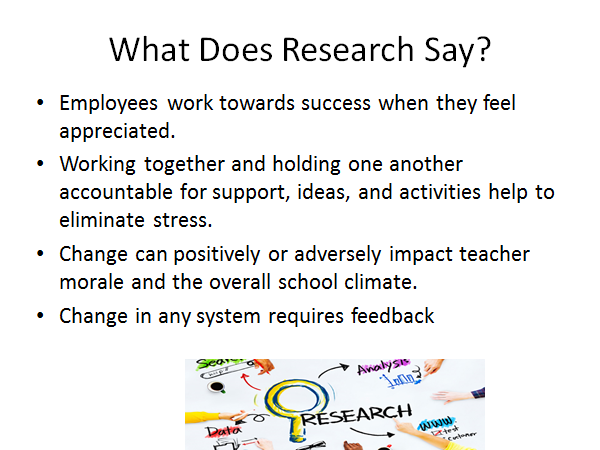 What Does Research Say?
• Employees work towards success when they feel
appreciated.
• Working together and holding one another
accountable for support, ideas, and activities help to
eliminate stress.
• Change can positively or adversely impact teacher
morale and the overall school climate.
• Change in any system requires feedback
Search
Analysis
RESEARCH
Data
WWW
test
customer